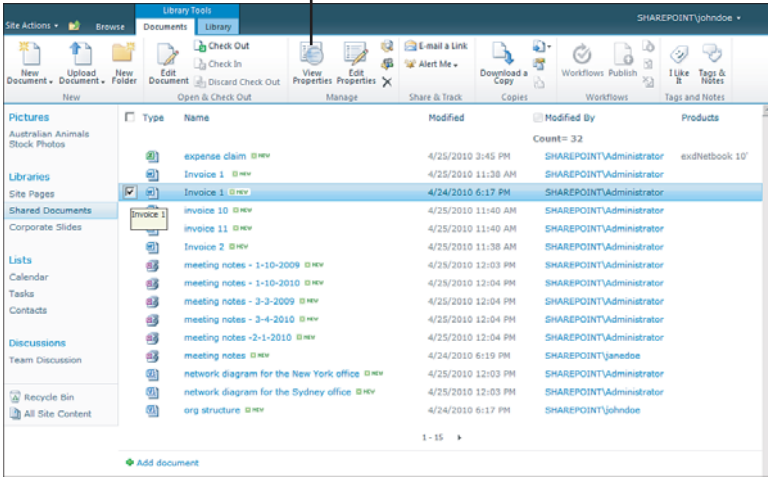 Library Tools
SHAREPOINT\johndoe
Site Actions Browse Documents Library
Check Out
Check In
Discard Check Out
E-mail a Link
Alert Me
New Document
Upload Document
New Folder
Edit Document
View Properties
Edit Properties
Download a Copy
Workflows
Publish
I Like It
Tags & Notes
New Open & Check Out Manage Share & Track Copies Workflows Tags and Notes
Pictures
Australian Animals
Stock Photos
Libraries
Site Pages
Shared Documents
Corporate Slides
Lists
Calendar
Tasks
Contacts
Discussions
Team Discussion
Recycle Bin
All Site Content
Type Name Modified Modified By Products
Count= 32
expense claim NEW 4/25/2010 3:45 PM SHAREPOINT\Administrator exdNetbook 10'
Invoice 1 NEW 4/25/2010 11:38 AM SHAREPOINT\Administrator
Invoice 1 NEW 4/24/2010 6:17 PM SHAREPOINT\Administrator
Invoice 1
invoice 10 NEW 4/25/2010 11:40 AM SHAREPOINT\Administrator
invoice 11 NEW 4/25/2010 11:40 AM SHAREPOINT\Administrator
Invoice 2 NEW 4/25/2010 11:38 AM SHAREPOINT\Administrator
meeting notes - 1-10-2009 NEW 4/25/2010 12:03 PM SHAREPOINT\Administrator
meeting notes - 1-10-2010 NEW 4/25/2010 12:04 PM SHAREPOINT\Administrator
meeting notes - 3-3-2009 NEW 4/25/2010 12:04 PM SHAREPOINT\Administrator
meeting notes - 3-4-2010 NEW 4/25/2010 12:04 PM SHAREPOINT\Administrator
meeting notes -2-1-2010 NEW 4/25/2010 12:04 PM SHAREPOINT\Administrator
meeting notes NEW 4/24/2010 6:19 PM SHAREPOINT\janedoe
network diagram for the New York office NEW 4/25/2010 12:03 PM SHAREPOINT\Administrator
network diagram for the Sydney office NEW 4/25/2010 12:03 PM SHAREPOINT\Administrator
org structure NEW 4/24/2010 6:17 PM SHAREPOINT\johndoe
1 - 15
Add document